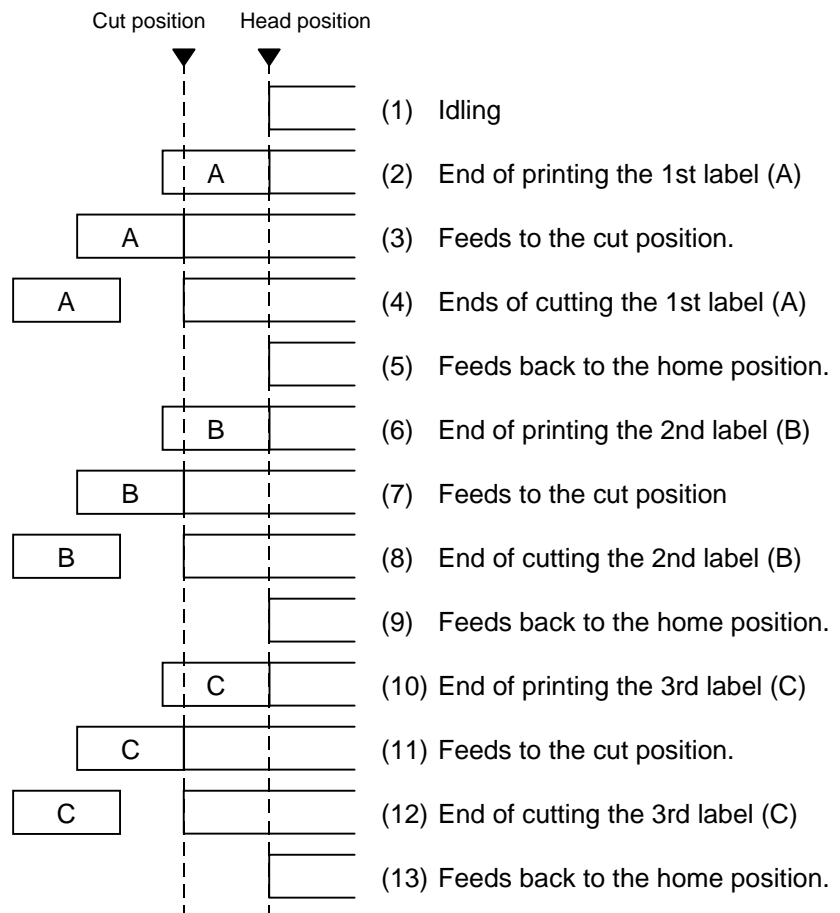 Cut position Head position
(1) Idling
A (2) End of printing the 1st label (A)
A (3) Feeds to the cut position.
A (4) Ends of cutting the 1st label (A)
(5) Feeds back to the home position.
B (6) End of printing the 2nd label (B)
B (7) Feeds to the cut position
B (8) End of cutting the 2nd label (B)
(9) Feeds back to the home position.
C (10) End of printing the 3rd label (C)
C (11) Feeds to the cut position.
C (12) End of cutting the 3rd label (C)
(13) Feeds back to the home position.